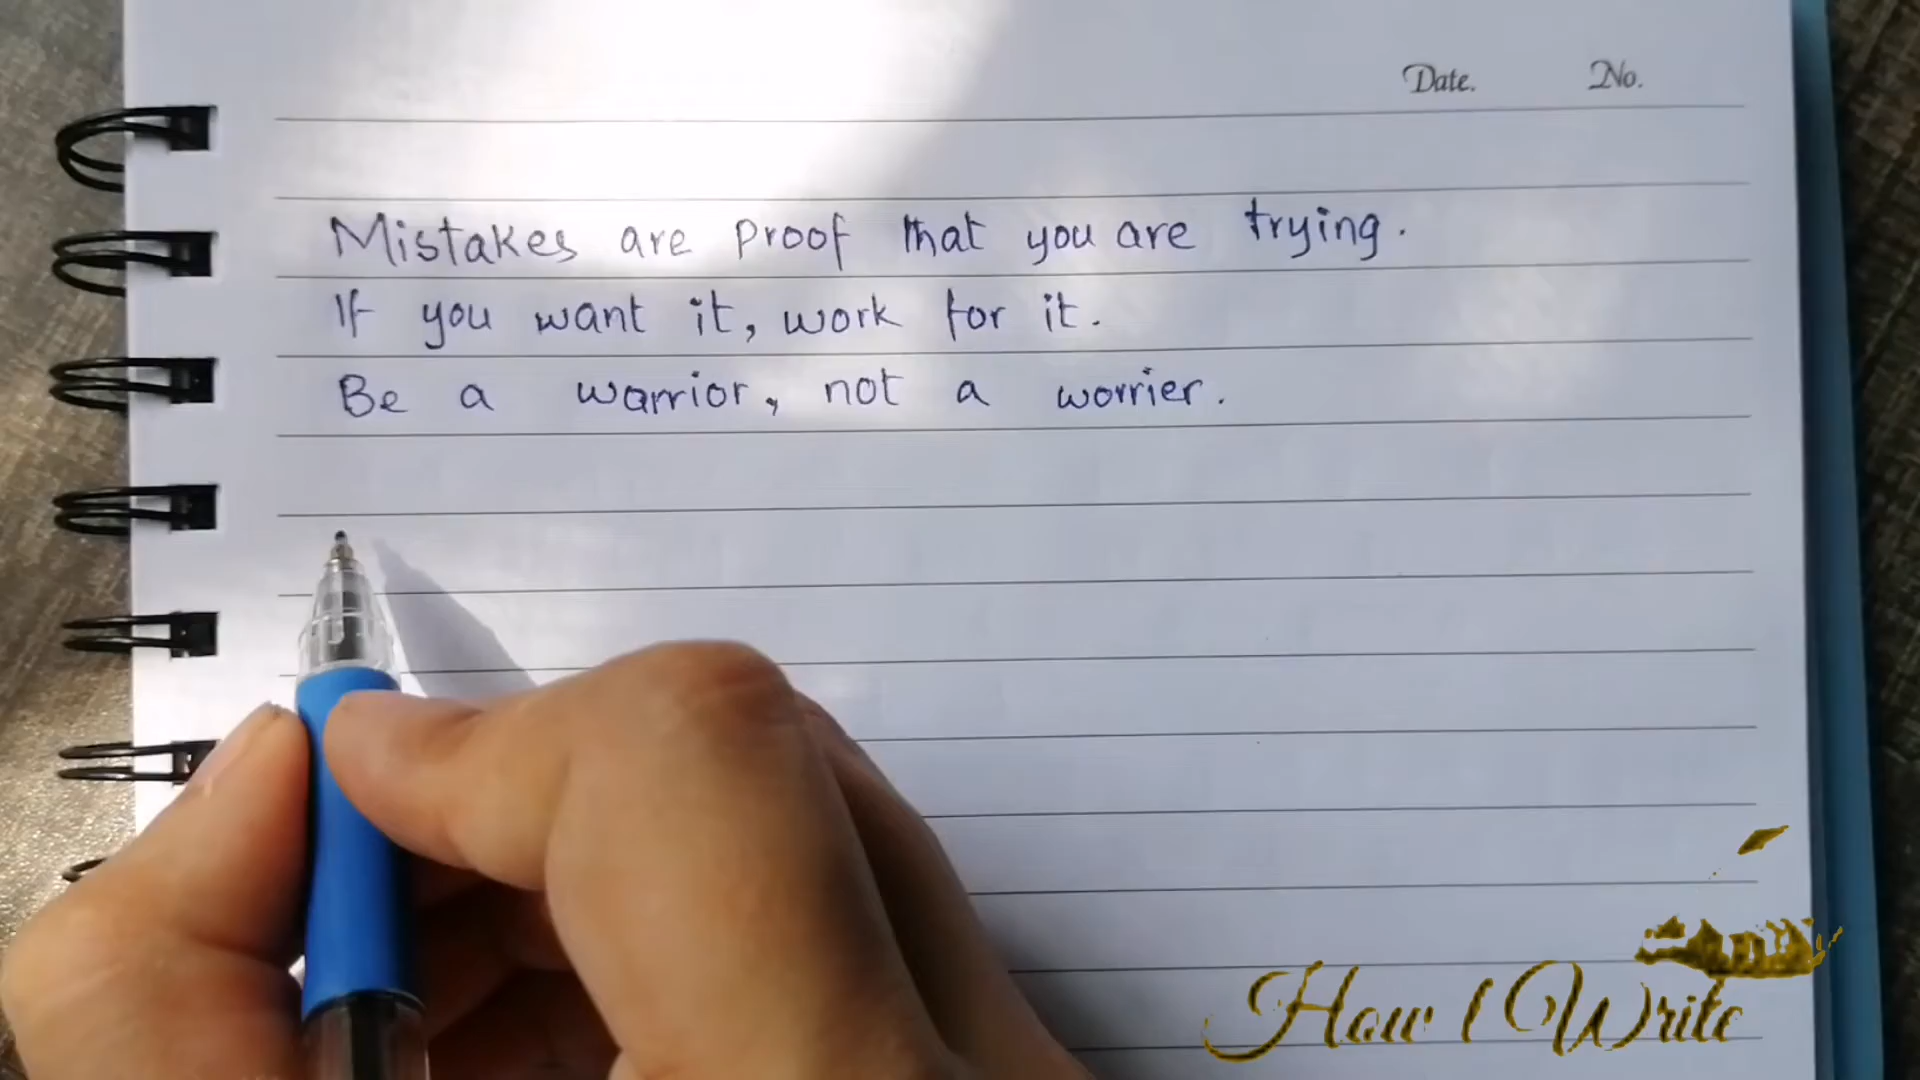 Date. No.
Mistakes are proof that you are trying.
If you want it, work for it.
Be a warrior, not a worrier.
How I Write